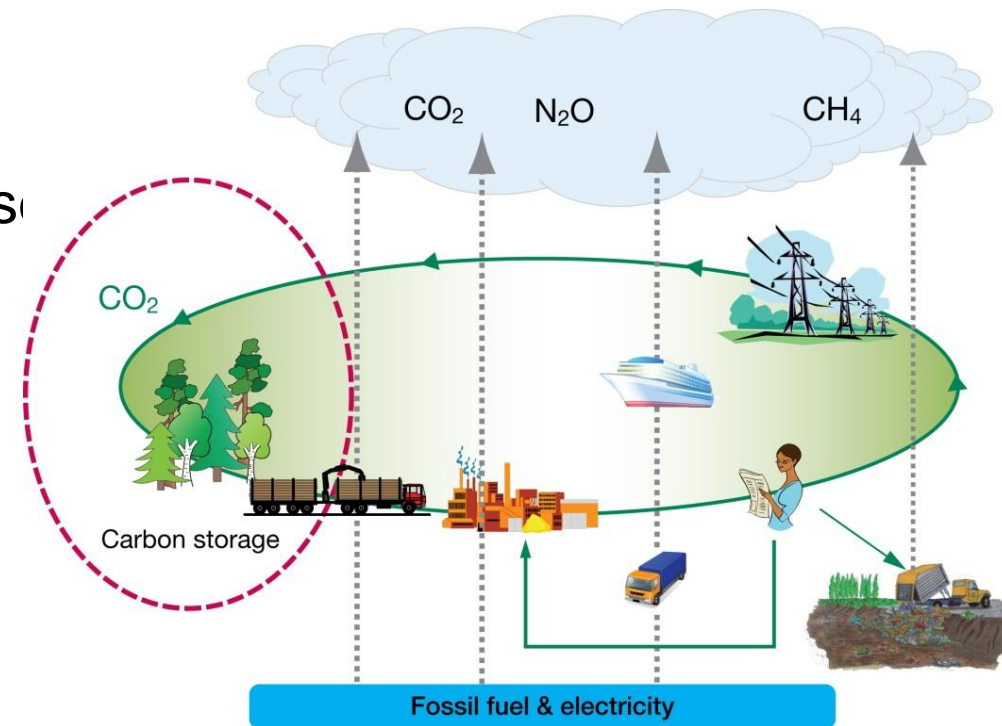 CO₂ N₂O CH₄
CO₂
Carbon storage
Fossil fuel & electricity